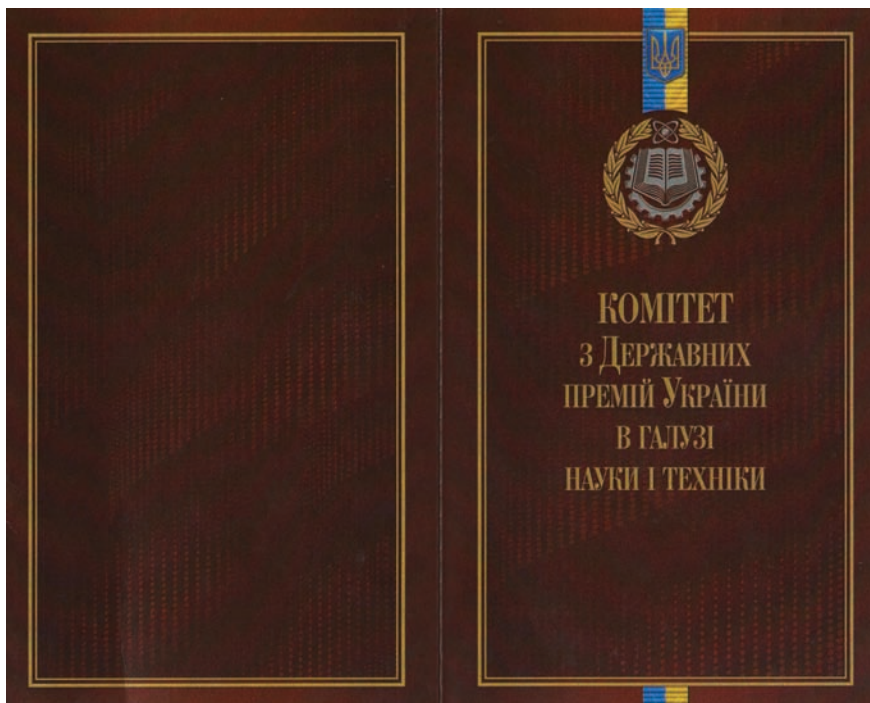 КОМІТЕТ
З ДЕРЖАВНИХ
ПРЕМІЙ УКРАЇНИ
В ГАЛУЗІ
НАУКИ І ТЕХНІКИ